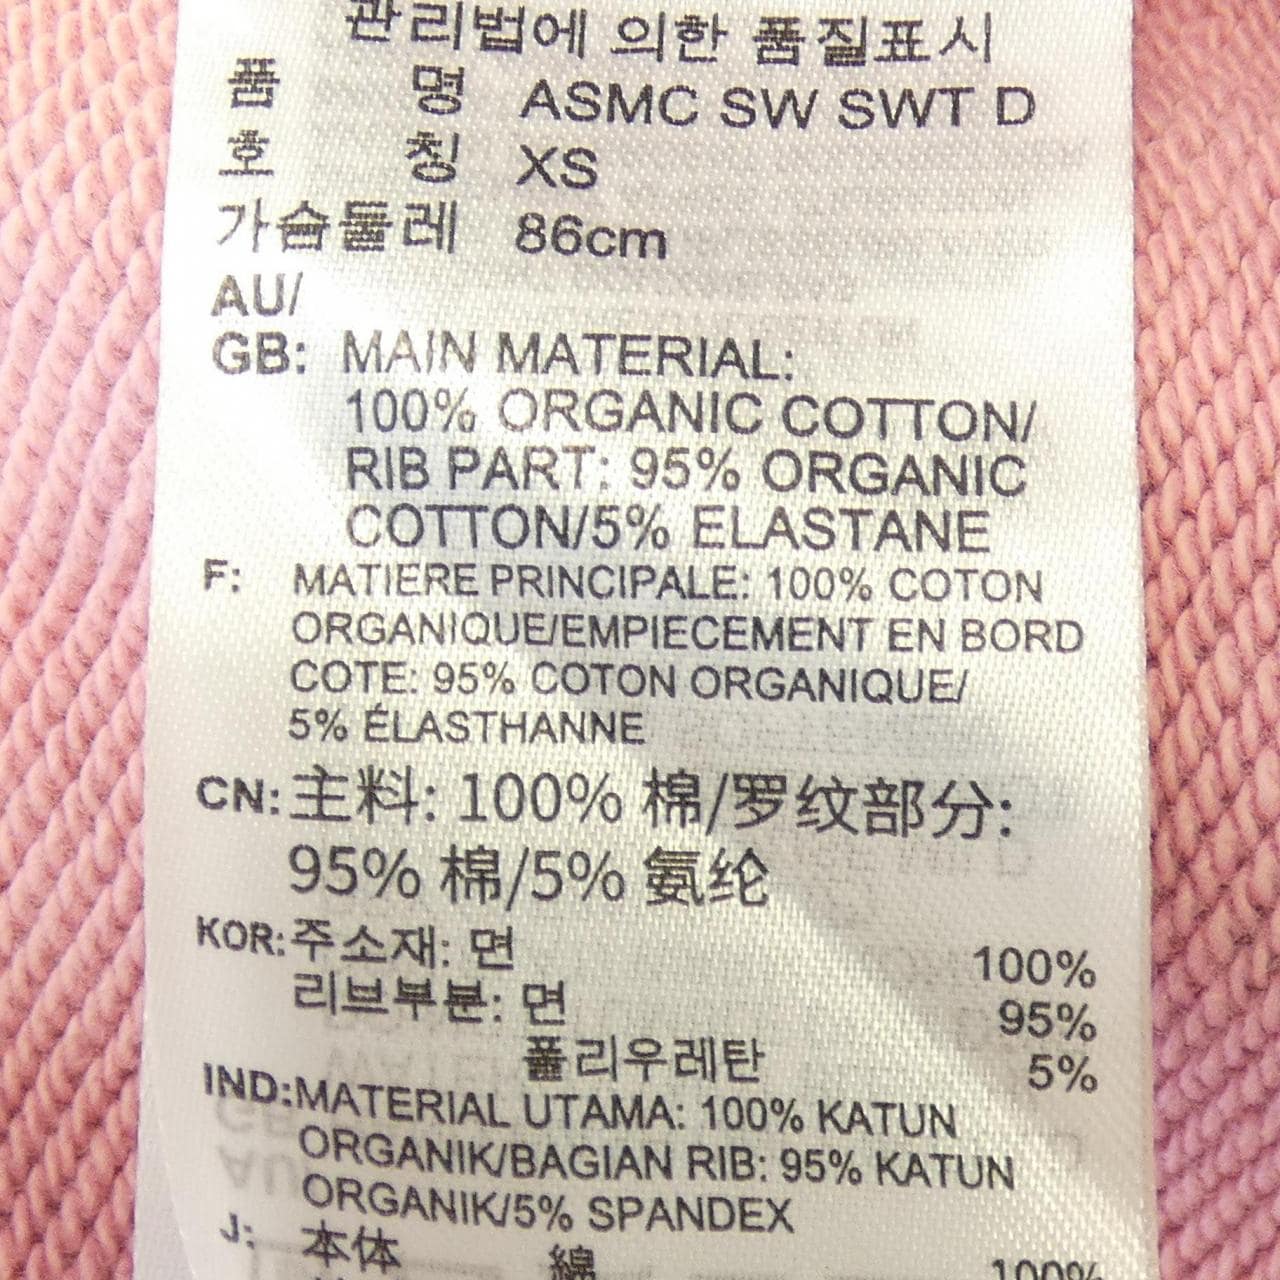 관리법에 의한 품질표시
품 명 ASMC SW SWT D
호 칭 XS
가슴둘레 86cm
AU/
GB: MAIN MATERIAL:
100% ORGANIC COTTON/
RIB PART: 95% ORGANIC
COTTON/5% ELASTANE
F: MATIERE PRINCIPALE: 100% COTON
ORGANIQUE/EMPIECEMENT EN BORD
COTE: 95% COTON ORGANIQUE/
5% ÉLASTHANNE
CN: 主料: 100% 棉/罗纹部分:
95% 棉/5% 氨纶
KOR: 주소재: 면 100%
리브부분: 면 95%
폴리우레탄 5%
IND: MATERIAL UTAMA: 100% KATUN
ORGANIK/BAGIAN RIB: 95% KATUN
ORGANIK/5% SPANDEX
J: 本体 綿 100%